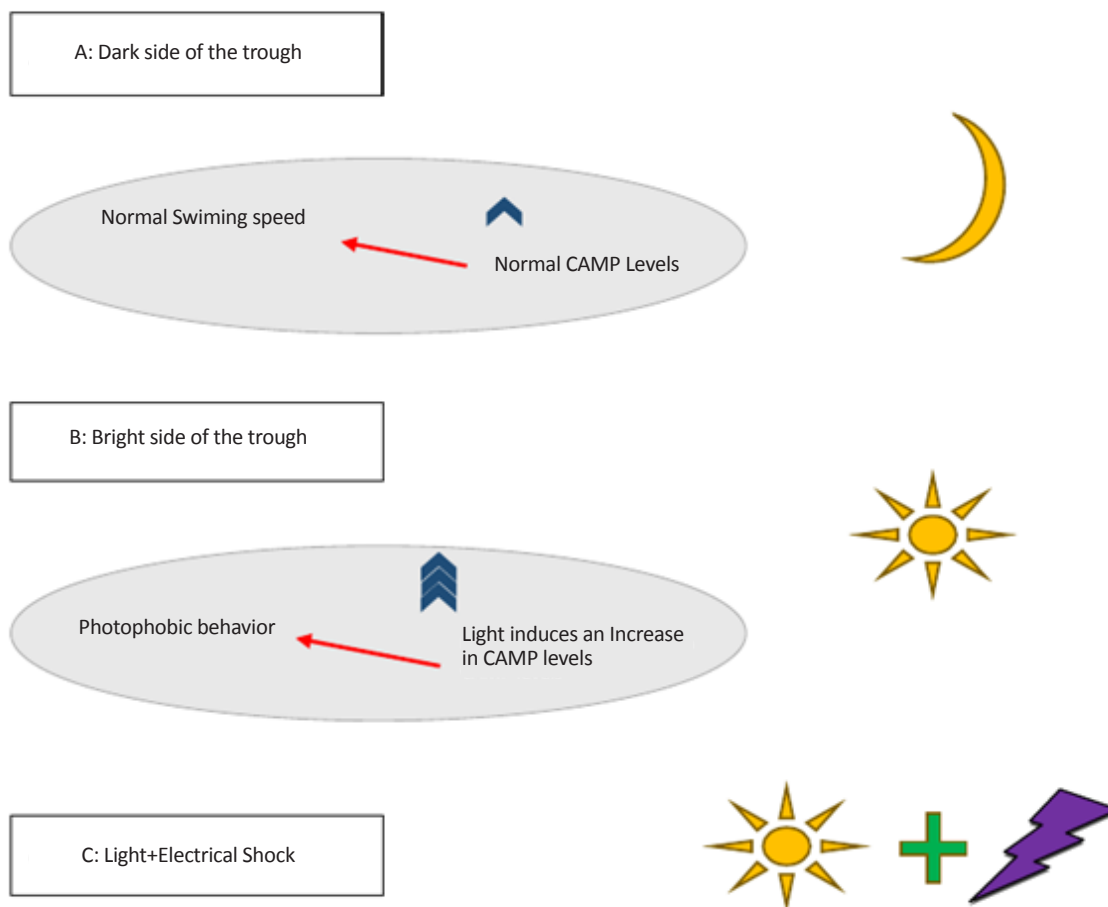 A: Dark side of the trough
Normal Swiming speed
Normal CAMP Levels
B: Bright side of the trough
Photophobic behavior
Light induces an Increase
in CAMP levels
C: Light+Electrical Shock